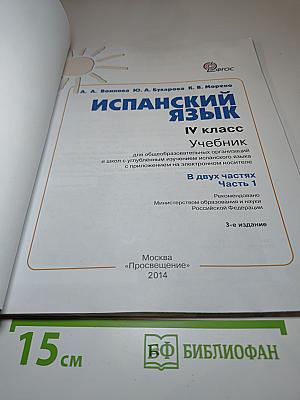 ФГОС
А. А. Воинова Ю. А. Бухарова К. В. Морено
ИСПАНСКИЙ
ЯЗЫК
IV класс
Учебник
для общеобразовательных организаций
и школ с углублённым изучением испанского языка
с приложением на электронном носителе
В двух частях
Часть 1
Рекомендовано
Министерством образования и науки
Российской Федерации
3-е издание
Москва
«Просвещение»
2014
15 см
БФ БИБЛИОФАН